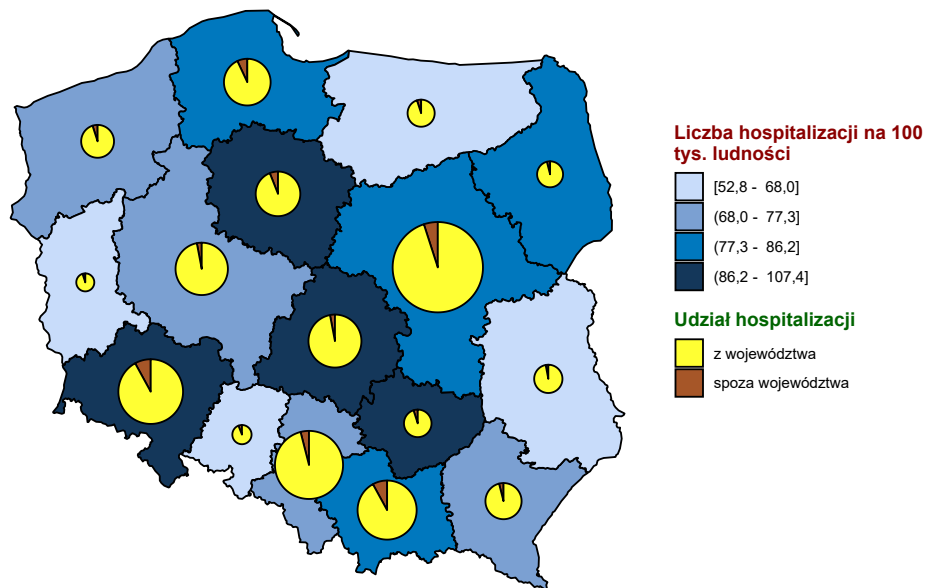 Liczba hospitalizacji na 100
tys. ludności
[52,8 - 68,0]
(68,0 - 77,3]
(77,3 - 86,2]
(86,2 - 107,4]
Udział hospitalizacji
z województwa
spoza województwa